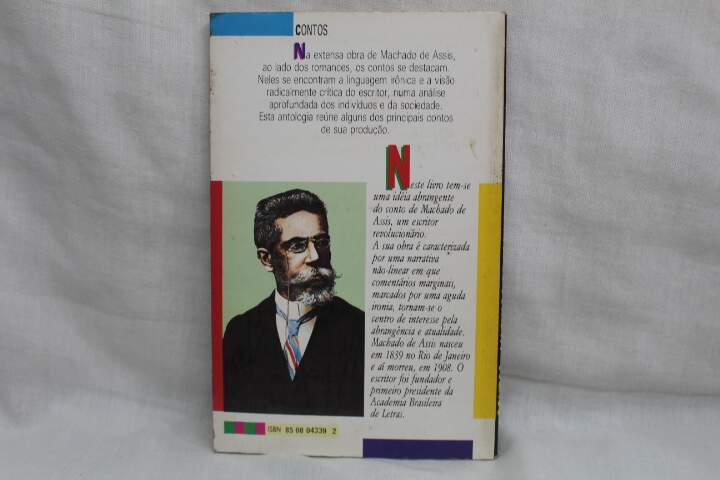 CONTOS
Na extensa obra de Machado de Assis,
ao lado dos romances, os contos se destacam.
Neles se encontram a linguagem irônica e a visão
radicalmente crítica do escritor, numa análise
aprofundada dos indivíduos e da sociedade.
Esta antologia reúne alguns dos principais contos
de sua produção.
Neste livro tem-se
uma idéia abrangente
do conto de Machado de
Assis, um escritor
revolucionário.
A sua obra é caracterizada
por uma narrativa
não-linear em que
comentários marginais,
marcados por uma aguda
ironia, tornam-se o
centro de interesse pela
abrangência e atualidade.
Machado de Assis nasceu
em 1839 no Rio de Janeiro
e aí morreu, em 1908. O
escritor foi fundador e
primeiro presidente da
Academia Brasileira
de Letras.
ISBN 85 08 04339 2